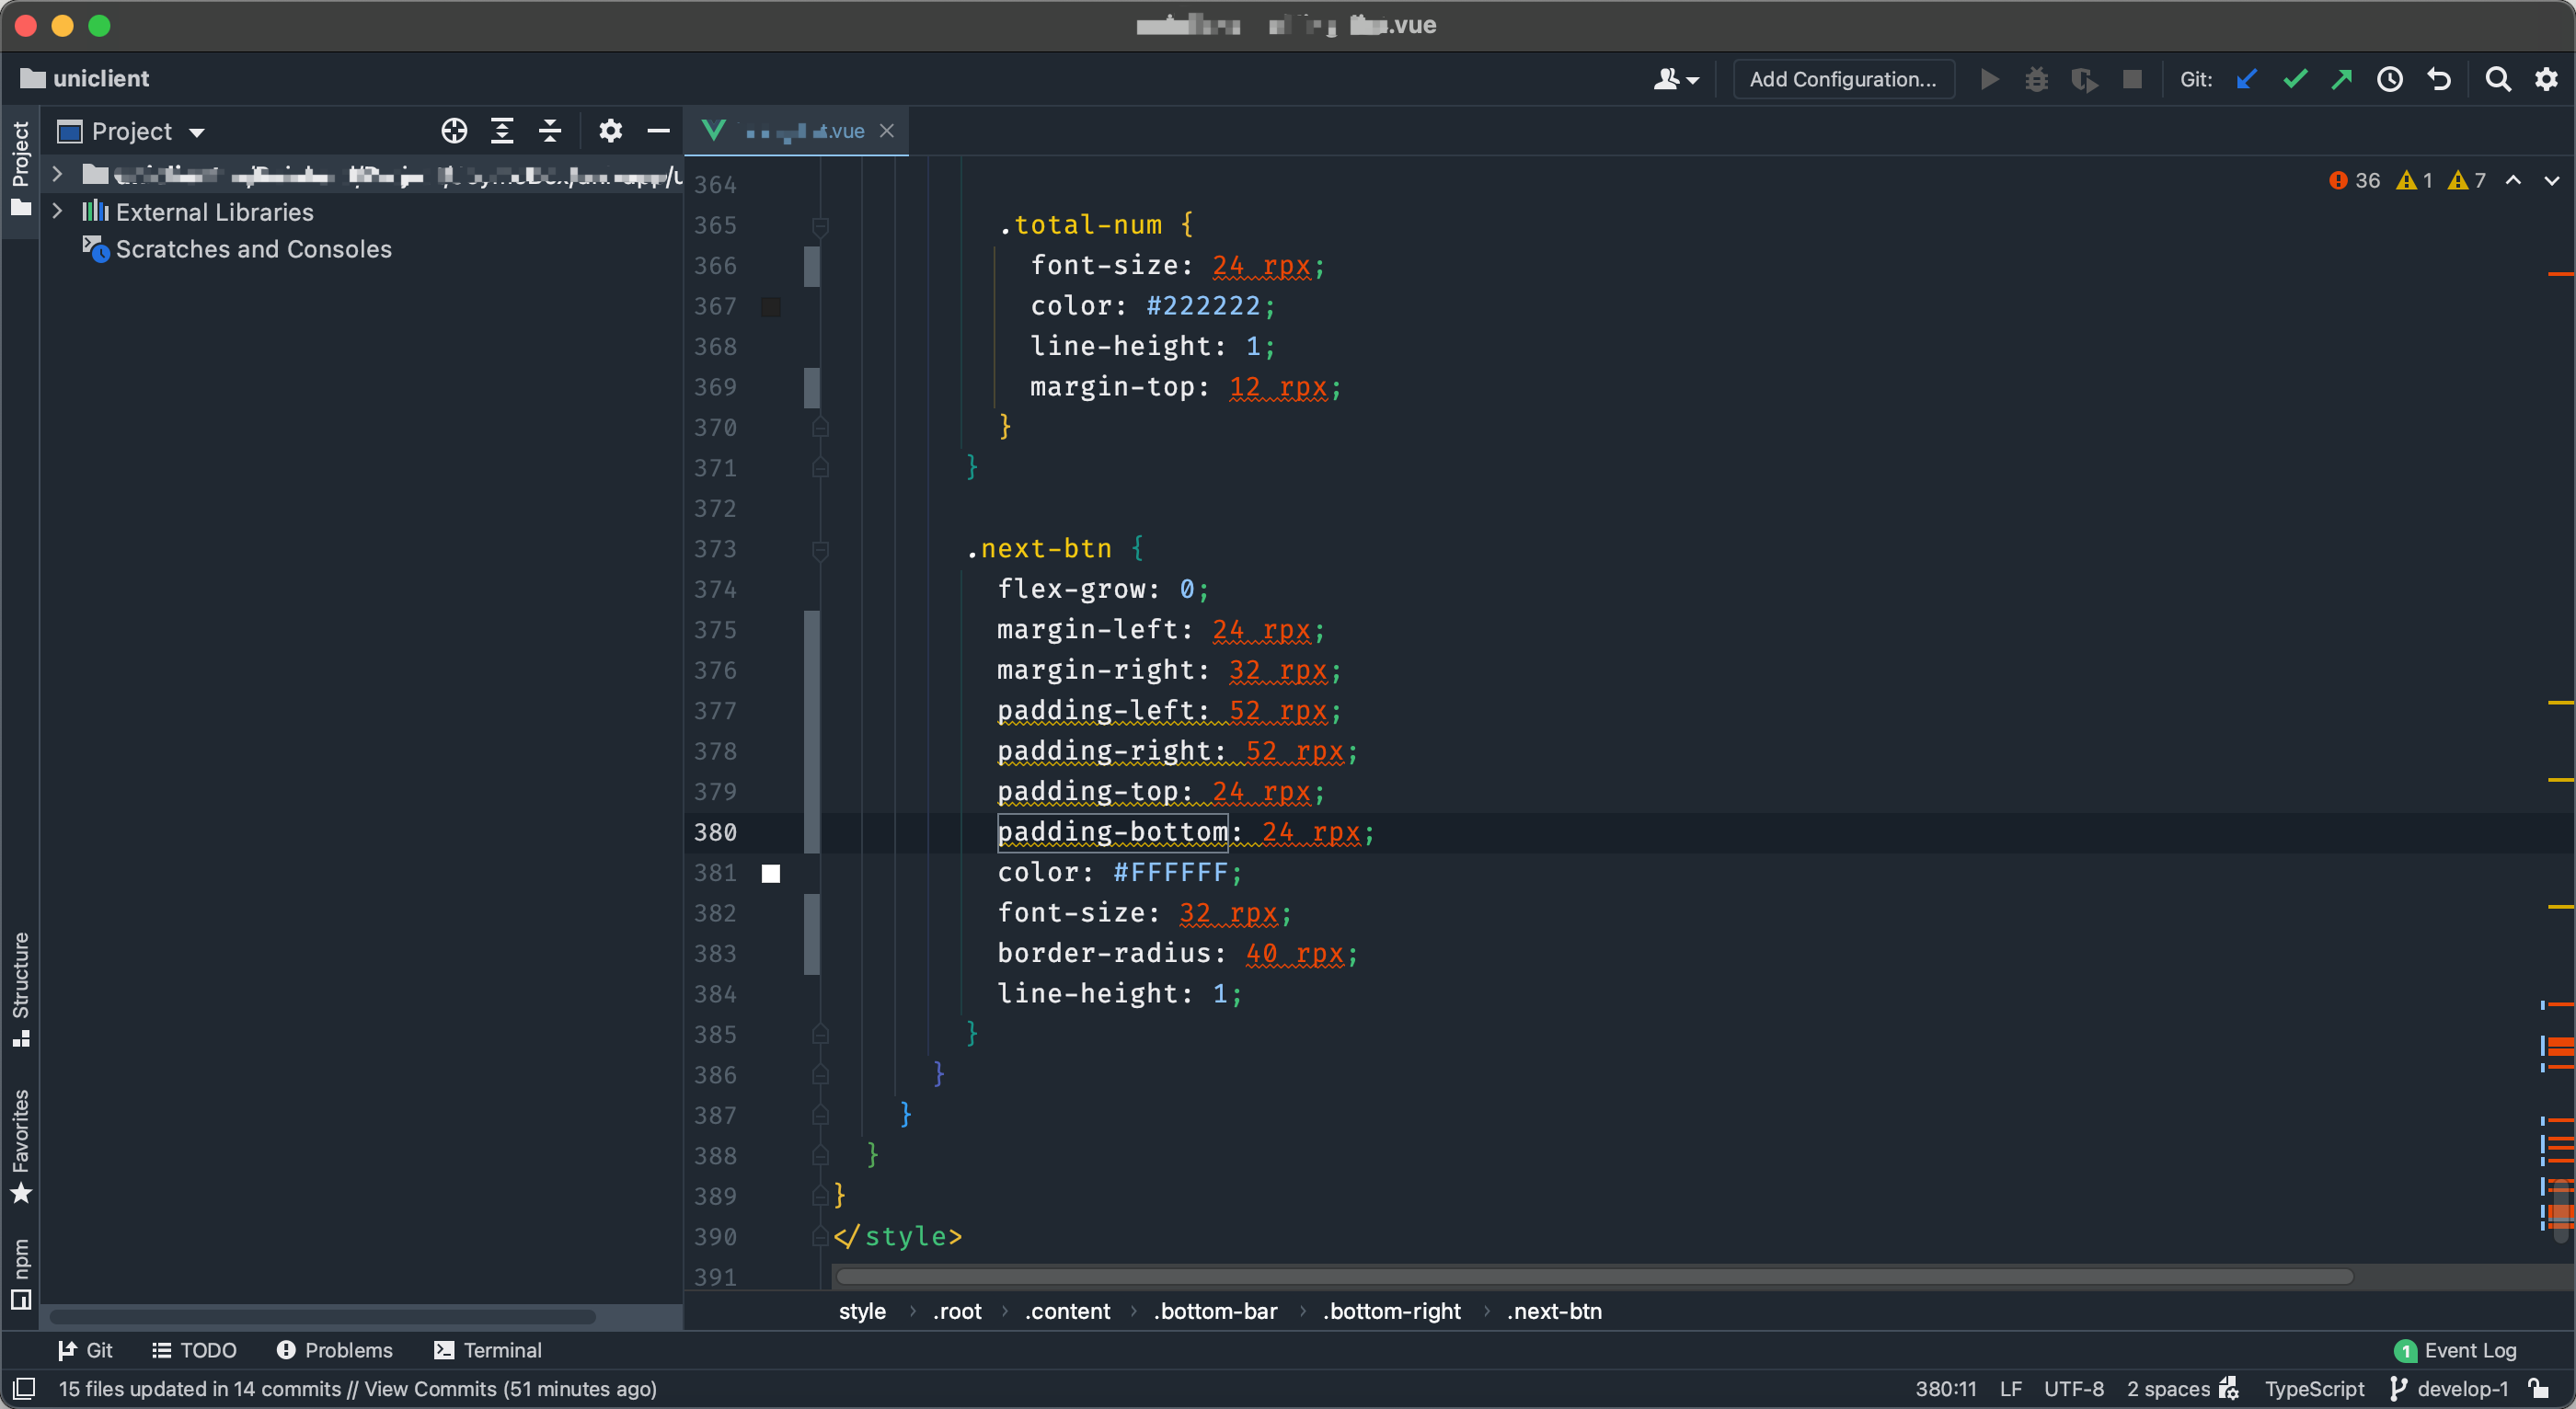 .vue
uniclient
Add Configuration...
Git:
Project
Project
.vue
External Libraries
Scratches and Consoles
36 1 7
364
365 .total-num {
366 font-size: 24 rpx;
367 color: #222222;
368 line-height: 1;
369 margin-top: 12 rpx;
370 }
371 }
372
373 .next-btn {
374 flex-grow: 0;
375 margin-left: 24 rpx;
376 margin-right: 32 rpx;
377 padding-left: 52 rpx;
378 padding-right: 52 rpx;
379 padding-top: 24 rpx;
380 padding-bottom: 24 rpx;
381 color: #FFFFFF;
382 font-size: 32 rpx;
383 border-radius: 40 rpx;
384 line-height: 1;
385 }
386 }
387 }
388 }
389 }
390 </style>
391
Structure
Favorites
npm
style › .root › .content › .bottom-bar › .bottom-right › .next-btn
Git TODO Problems Terminal
1 Event Log
15 files updated in 14 commits // View Commits (51 minutes ago)
380:11 LF UTF-8 2 spaces TypeScript develop-1